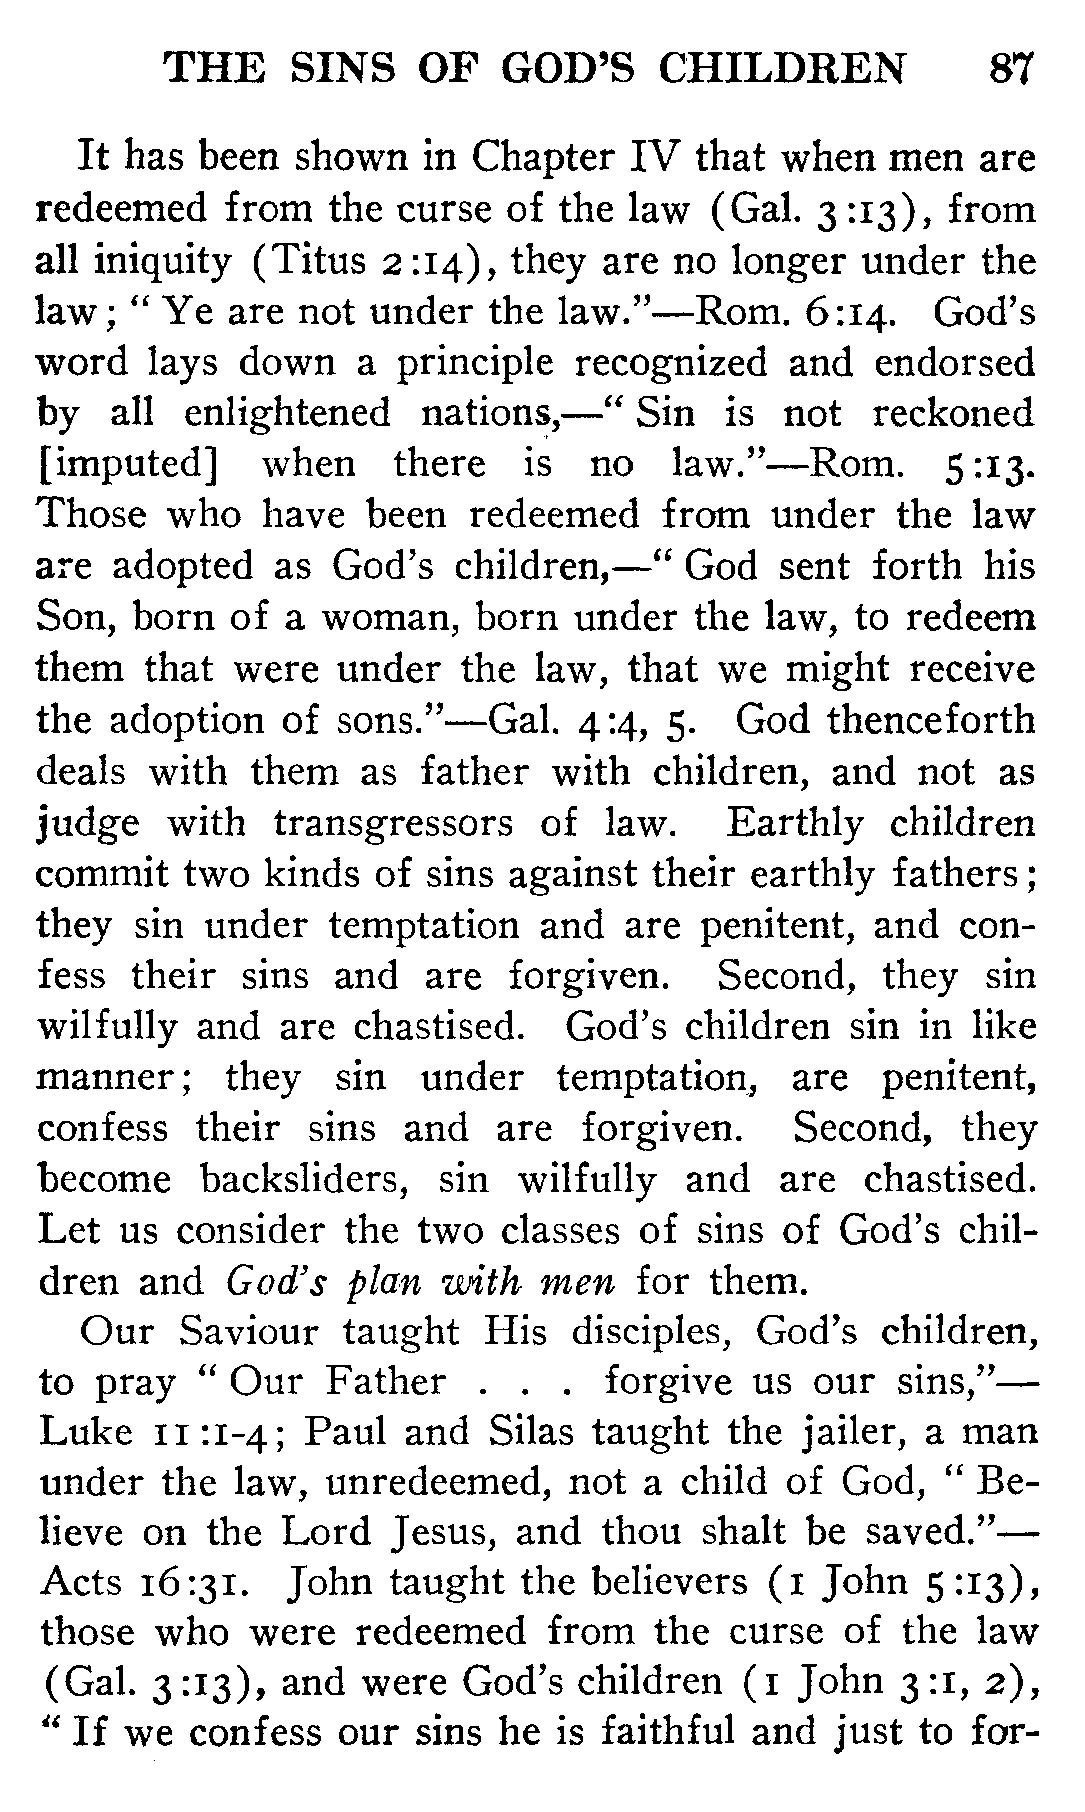 THE SINS OF GOD'S CHILDREN 87
It has been shown in Chapter IV that when men are
redeemed from the curse of the law (Gal. 3:13), from
all iniquity (Titus 2:14), they are no longer under the
law; " Ye are not under the law."—Rom. 6:14. God's
word lays down a principle recognized and endorsed
by all enlightened nations,—" Sin is not reckoned
[imputed] when there is no law."—Rom. 5:13.
Those who have been redeemed from under the law
are adopted as God's children,—" God sent forth his
Son, born of a woman, born under the law, to redeem
them that were under the law, that we might receive
the adoption of sons."—Gal. 4:4, 5. God thenceforth
deals with them as father with children, and not as
judge with transgressors of law. Earthly children
commit two kinds of sins against their earthly fathers;
they sin under temptation and are penitent, and con-
fess their sins and are forgiven. Second, they sin
wilfully and are chastised. God's children sin in like
manner; they sin under temptation, are penitent,
confess their sins and are forgiven. Second, they
become backsliders, sin wilfully and are chastised.
Let us consider the two classes of sins of God's chil-
dren and God's plan with men for them.
Our Saviour taught His disciples, God's children,
to pray " Our Father . . . forgive us our sins,"—
Luke 11:1-4; Paul and Silas taught the jailer, a man
under the law, unredeemed, not a child of God, " Be-
lieve on the Lord Jesus, and thou shalt be saved."—
Acts 16:31. John taught the believers (1 John 5:13),
those who were redeemed from the curse of the law
(Gal. 3:13), and were God's children (1 John 3:1, 2),
" If we confess our sins he is faithful and just to for-